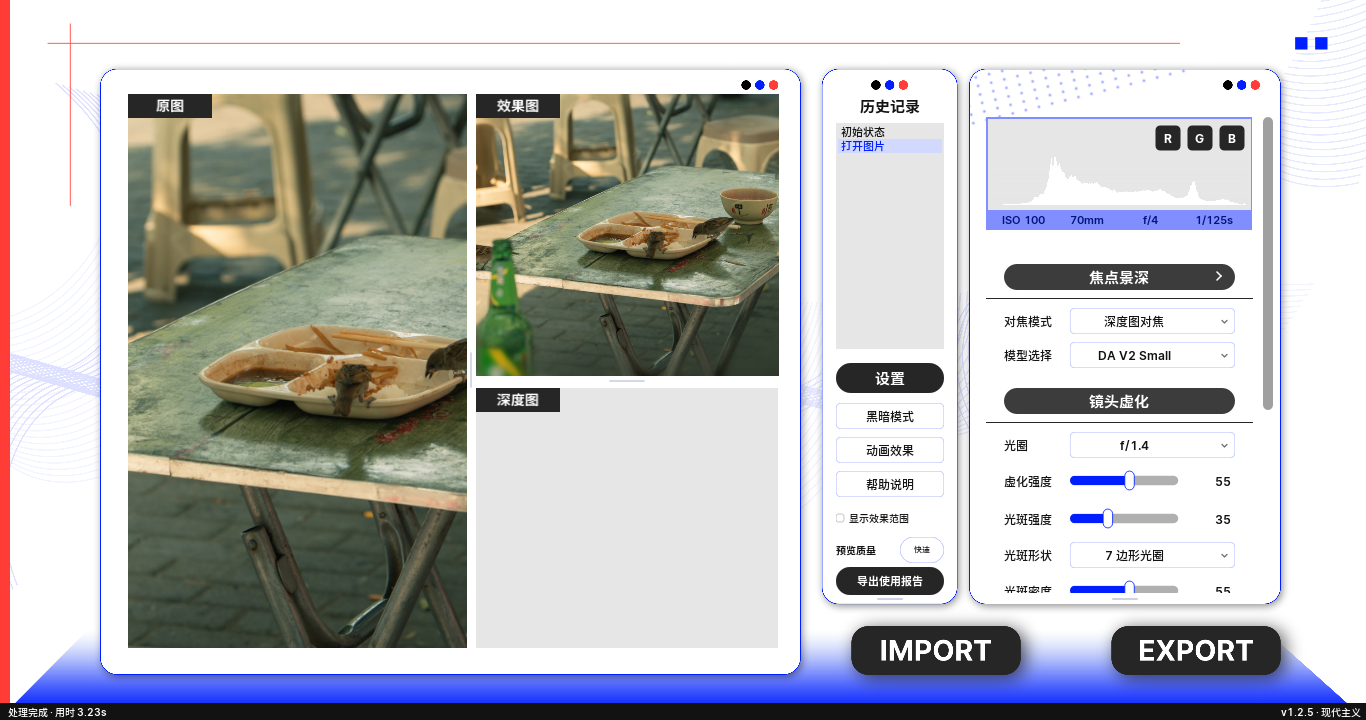 原图
效果图
深度图
历史记录
初始状态
打开图片
设置
黑暗模式
动画效果
帮助说明
显示效果范围
预览质量 快速
导出使用报告
R G B
ISO 100 70mm f/4 1/125s
焦点景深
对焦模式 深度图对焦
模型选择 DA V2 Small
镜头虚化
光圈 f/1.4
虚化强度 55
光斑强度 35
光斑形状 7 边形光圈
光斑密度 55
IMPORT
EXPORT
处理完成 · 用时 3.23s
v1.2.5 · 现代主义